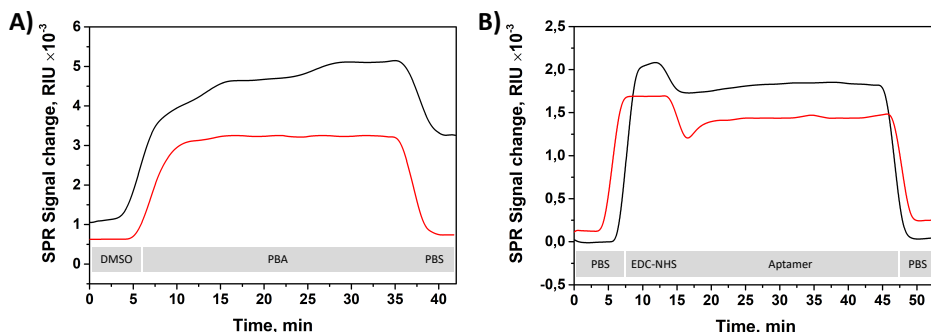 A)
SPR Signal change, RIU ×10⁻³
6
5
4
3
2
1
0
DMSO PBA PBS
0 5 10 15 20 25 30 35 40
Time, min
B)
SPR Signal change, RIU ×10⁻³
2,5
2,0
1,5
1,0
0,5
0,0
-0,5
PBS EDC-NHS Aptamer PBS
0 5 10 15 20 25 30 35 40 45 50
Time, min